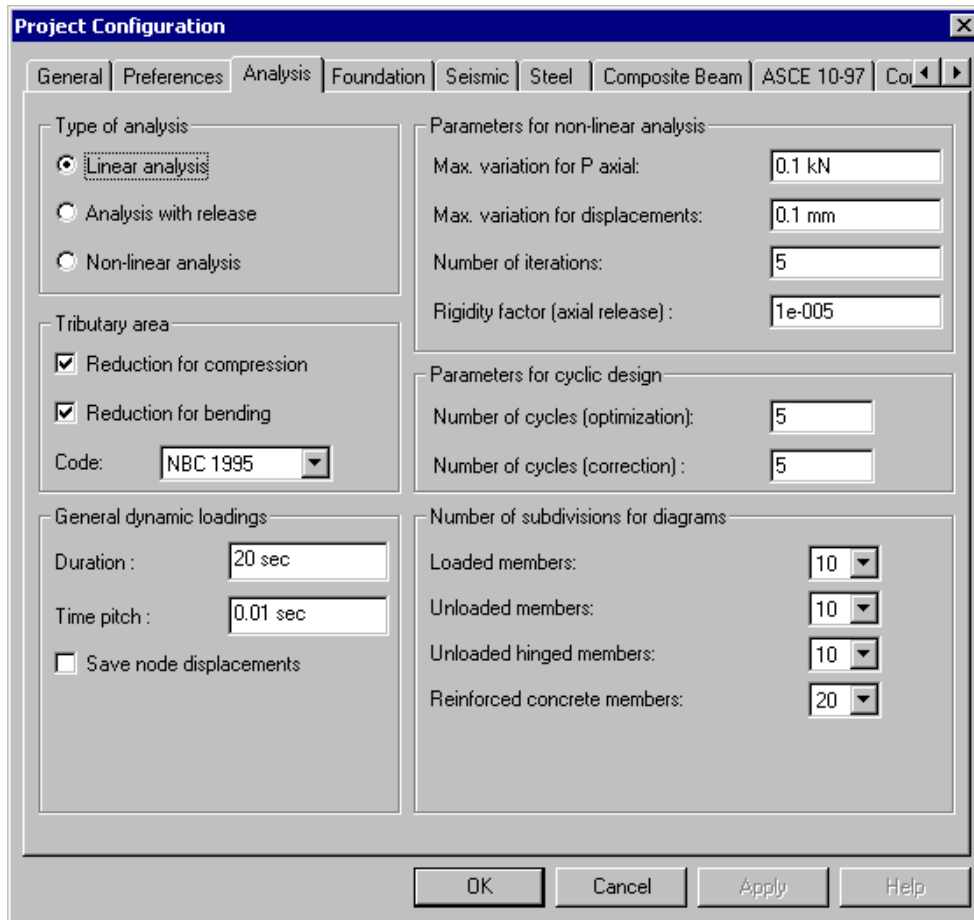 Project Configuration
General Preferences Analysis Foundation Seismic Steel Composite Beam ASCE 10-97
Type of analysis
Linear analysis
Analysis with release
Non-linear analysis
Tributary area
Reduction for compression
Reduction for bending
Code: NBC 1995
General dynamic loadings
Duration : 20 sec
Time pitch : 0.01 sec
Save node displacements
Parameters for non-linear analysis
Max. variation for P axial: 0.1 kN
Max. variation for displacements: 0.1 mm
Number of iterations: 5
Rigidity factor (axial release) : 1e-005
Parameters for cyclic design
Number of cycles (optimization): 5
Number of cycles (correction) : 5
Number of subdivisions for diagrams
Loaded members: 10
Unloaded members: 10
Unloaded hinged members: 10
Reinforced concrete members: 20
OK Cancel Apply Help